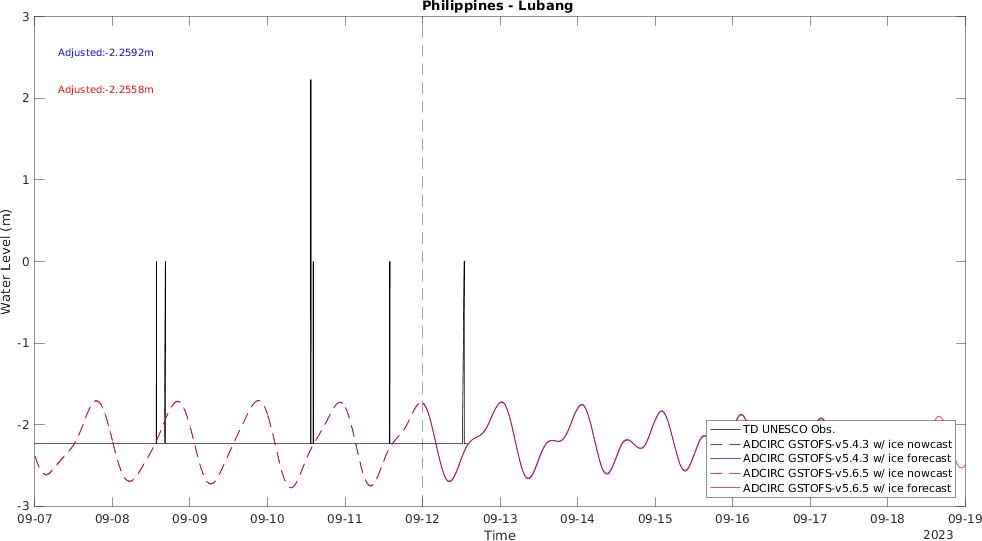 Philippines - Lubang
3
Adjusted:-2.2592m
Adjusted:-2.2558m
2
1
0
-1
-2
-3
Water Level (m)
TD UNESCO Obs.
ADCIRC GSTOFS-v5.4.3 w/ ice nowcast
ADCIRC GSTOFS-v5.4.3 w/ ice forecast
ADCIRC GSTOFS-v5.6.5 w/ ice nowcast
ADCIRC GSTOFS-v5.6.5 w/ ice forecast
09-07 09-08 09-09 09-10 09-11 09-12 09-13 09-14 09-15 09-16 09-17 09-18 09-19
Time
2023